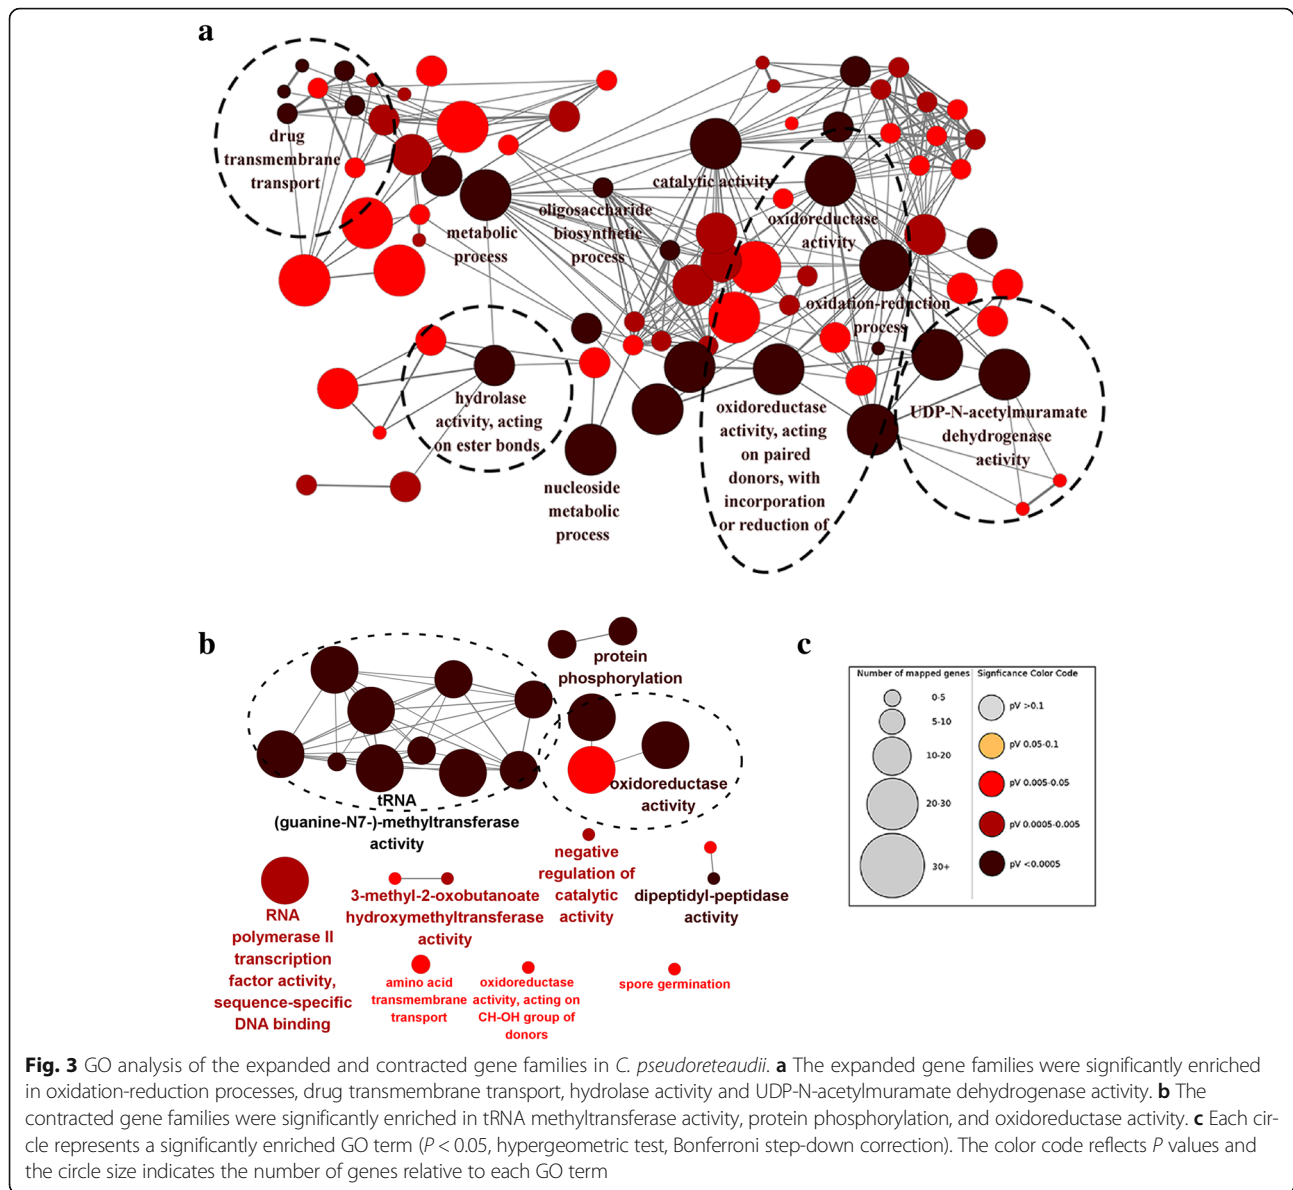 a
drug
transmembrane
transport
metabolic
process
oligosaccharide
biosynthetic
process
catalytic activity
oxidoreductase
activity
oxidation-reduction
process
hydrolase
activity, acting
on ester bonds
nucleoside
metabolic
process
oxidoreductase
activity, acting
on paired
donors, with
incorporation
or reduction of
UDP-N-acetylmuramate
dehydrogenase
activity
b
protein
phosphorylation
oxidoreductase
activity
tRNA
(guanine-N7-)-methyltransferase
activity
negative
regulation of
catalytic
activity
dipeptidyl-peptidase
activity
RNA
polymerase II
transcription
factor activity,
sequence-specific
DNA binding
3-methyl-2-oxobutanoate
hydroxymethyltransferase
activity
amino acid
transmembrane
transport
oxidoreductase
activity, acting on
CH-OH group of
donors
spore germination
c
Number of mapped genes
0-5
5-10
10-20
20-30
30+
Signficance Color Code
pV >0.1
pV 0.05-0.1
pV 0.005-0.05
pV 0.0005-0.005
pV <0.0005
Fig. 3 GO analysis of the expanded and contracted gene families in C. pseudoreteaudii. a The expanded gene families were significantly enriched
in oxidation-reduction processes, drug transmembrane transport, hydrolase activity and UDP-N-acetylmuramate dehydrogenase activity. b The
contracted gene families were significantly enriched in tRNA methyltransferase activity, protein phosphorylation, and oxidoreductase activity. c Each cir-
cle represents a significantly enriched GO term (P < 0.05, hypergeometric test, Bonferroni step-down correction). The color code reflects P values and
the circle size indicates the number of genes relative to each GO term